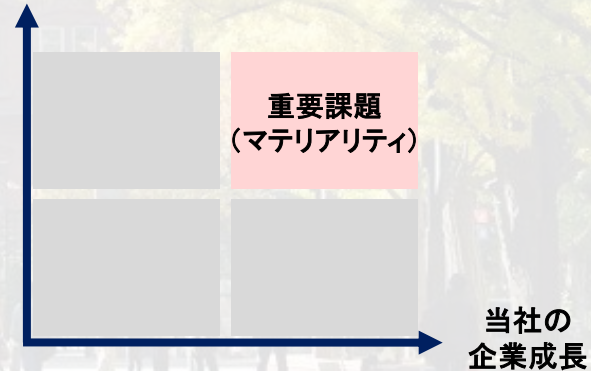 重要課題
（マテリアリティ）
当社の
企業成長